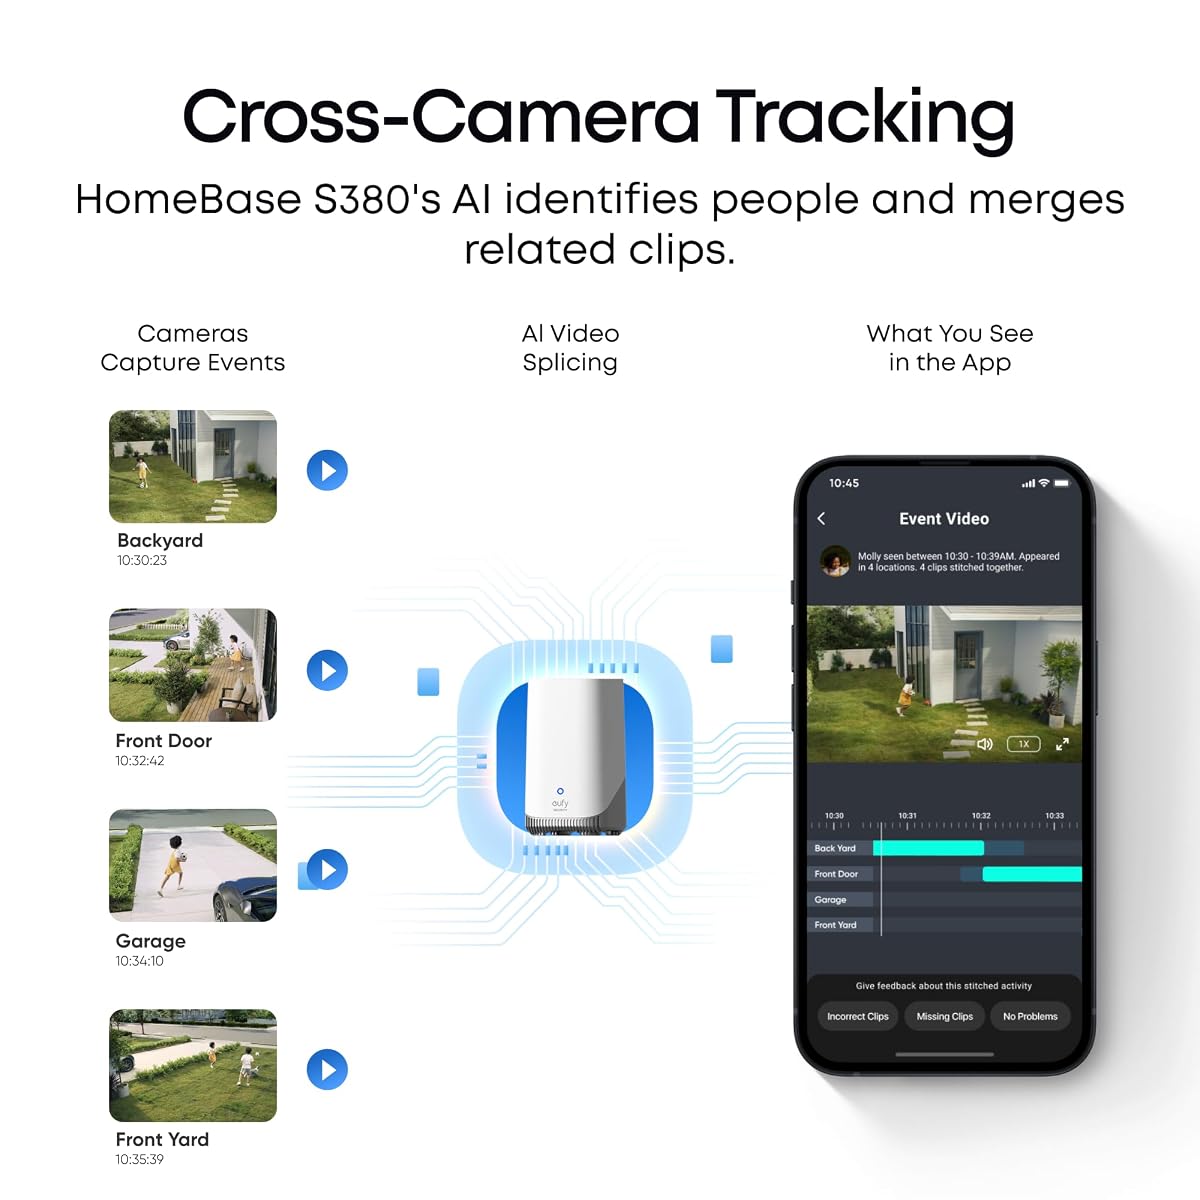 Cross-Camera Tracking
HomeBase S380's AI identifies people and merges
related clips.
Cameras
Capture Events
AI Video
Splicing
What You See
in the App
Backyard
10:30:23
Front Door
10:32:42
Garage
10:34:10
Front Yard
10:35:39
eufy
10:45
Event Video
Molly seen between 10:30 - 10:39AM. Appeared
in 4 locations. 4 clips stitched together.
1X
10:30 10:31 10:32 10:33
Back Yard
Front Door
Garage
Front Yard
Give feedback about this stitched activity
Incorrect Clips Missing Clips No Problems